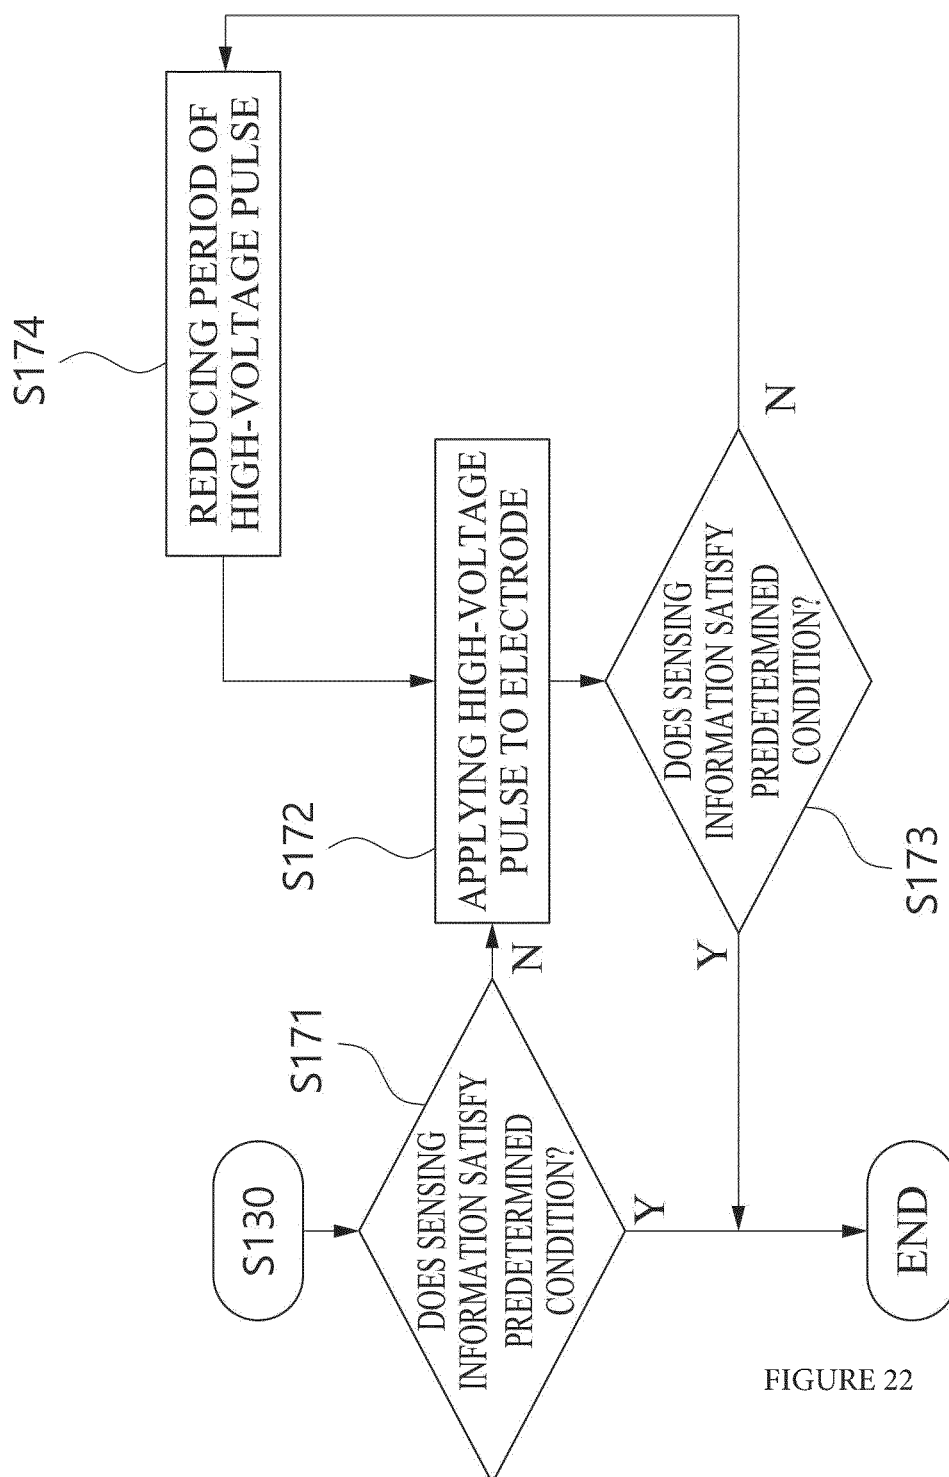 S130
S171
DOES SENSING
INFORMATION SATISFY
PREDETERMINED
CONDITION?
N
Y
S172
APPLYING HIGH-VOLTAGE
PULSE TO ELECTRODE
S174
REDUCING PERIOD OF
HIGH-VOLTAGE PULSE
DOES SENSING
INFORMATION SATISFY
PREDETERMINED
CONDITION?
S173
Y
N
END
FIGURE 22